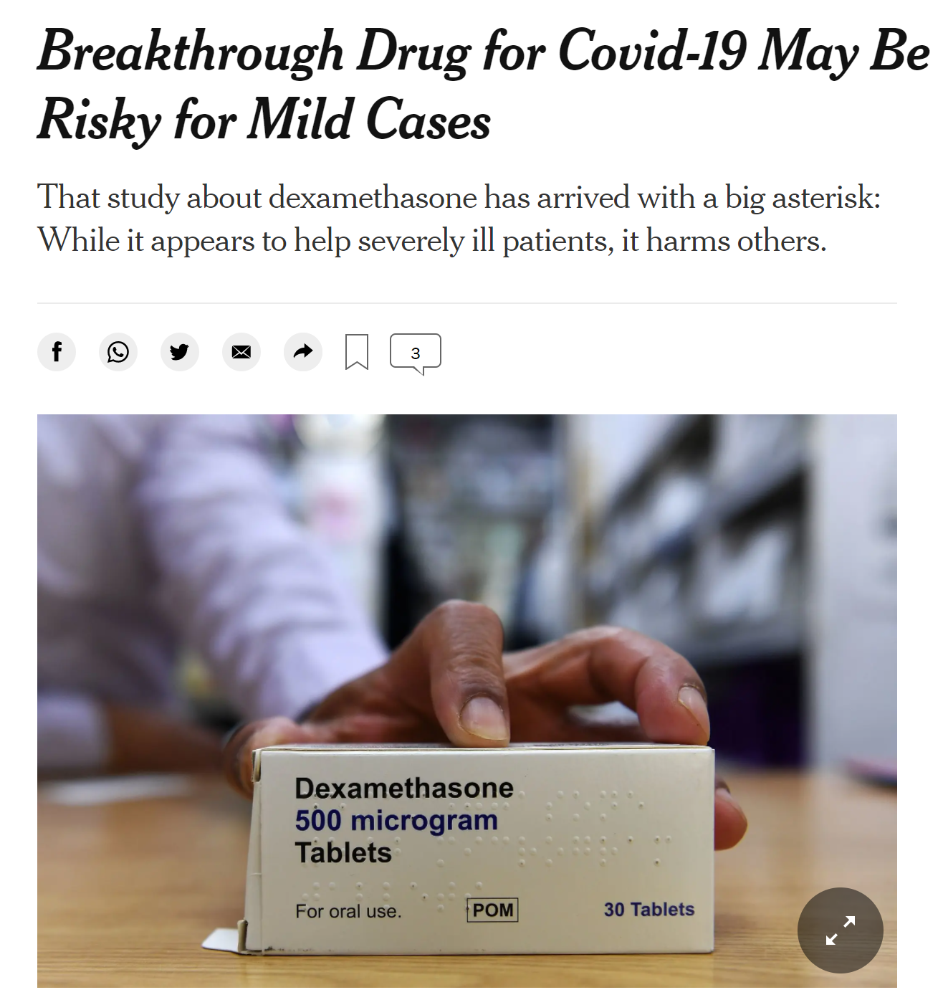 Breakthrough Drug for Covid-19 May Be
Risky for Mild Cases
That study about dexamethasone has arrived with a big asterisk:
While it appears to help severely ill patients, it harms others.
3
Dexamethasone
500 microgram
Tablets
For oral use.
POM
30 Tablets